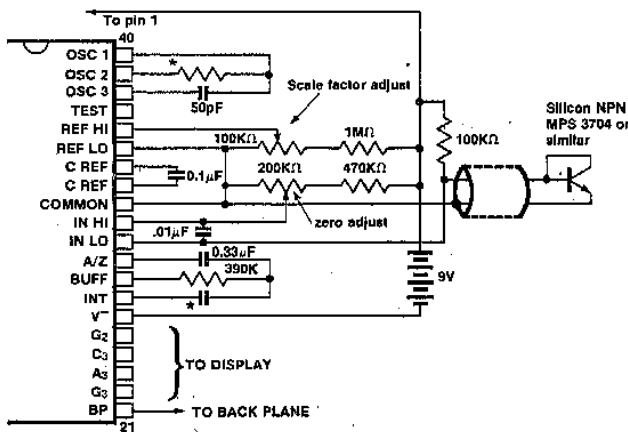 To pin 1
40
OSC 1
OSC 2
*
OSC 3
50pF
TEST
Scale factor adjust
REF HI
REF LO
100KΩ
1MΩ
100KΩ
Silicon NPN
MPS 3704 or
similar
C REF
0.1µF
200KΩ
470KΩ
C REF
COMMON
IN HI
.01µF
zero adjust
IN LO
A/Z
0.33µF
BUFF
390K
INT
*
9V
V−
G2
C3
TO DISPLAY
A3
G3
BP
TO BACK PLANE
21